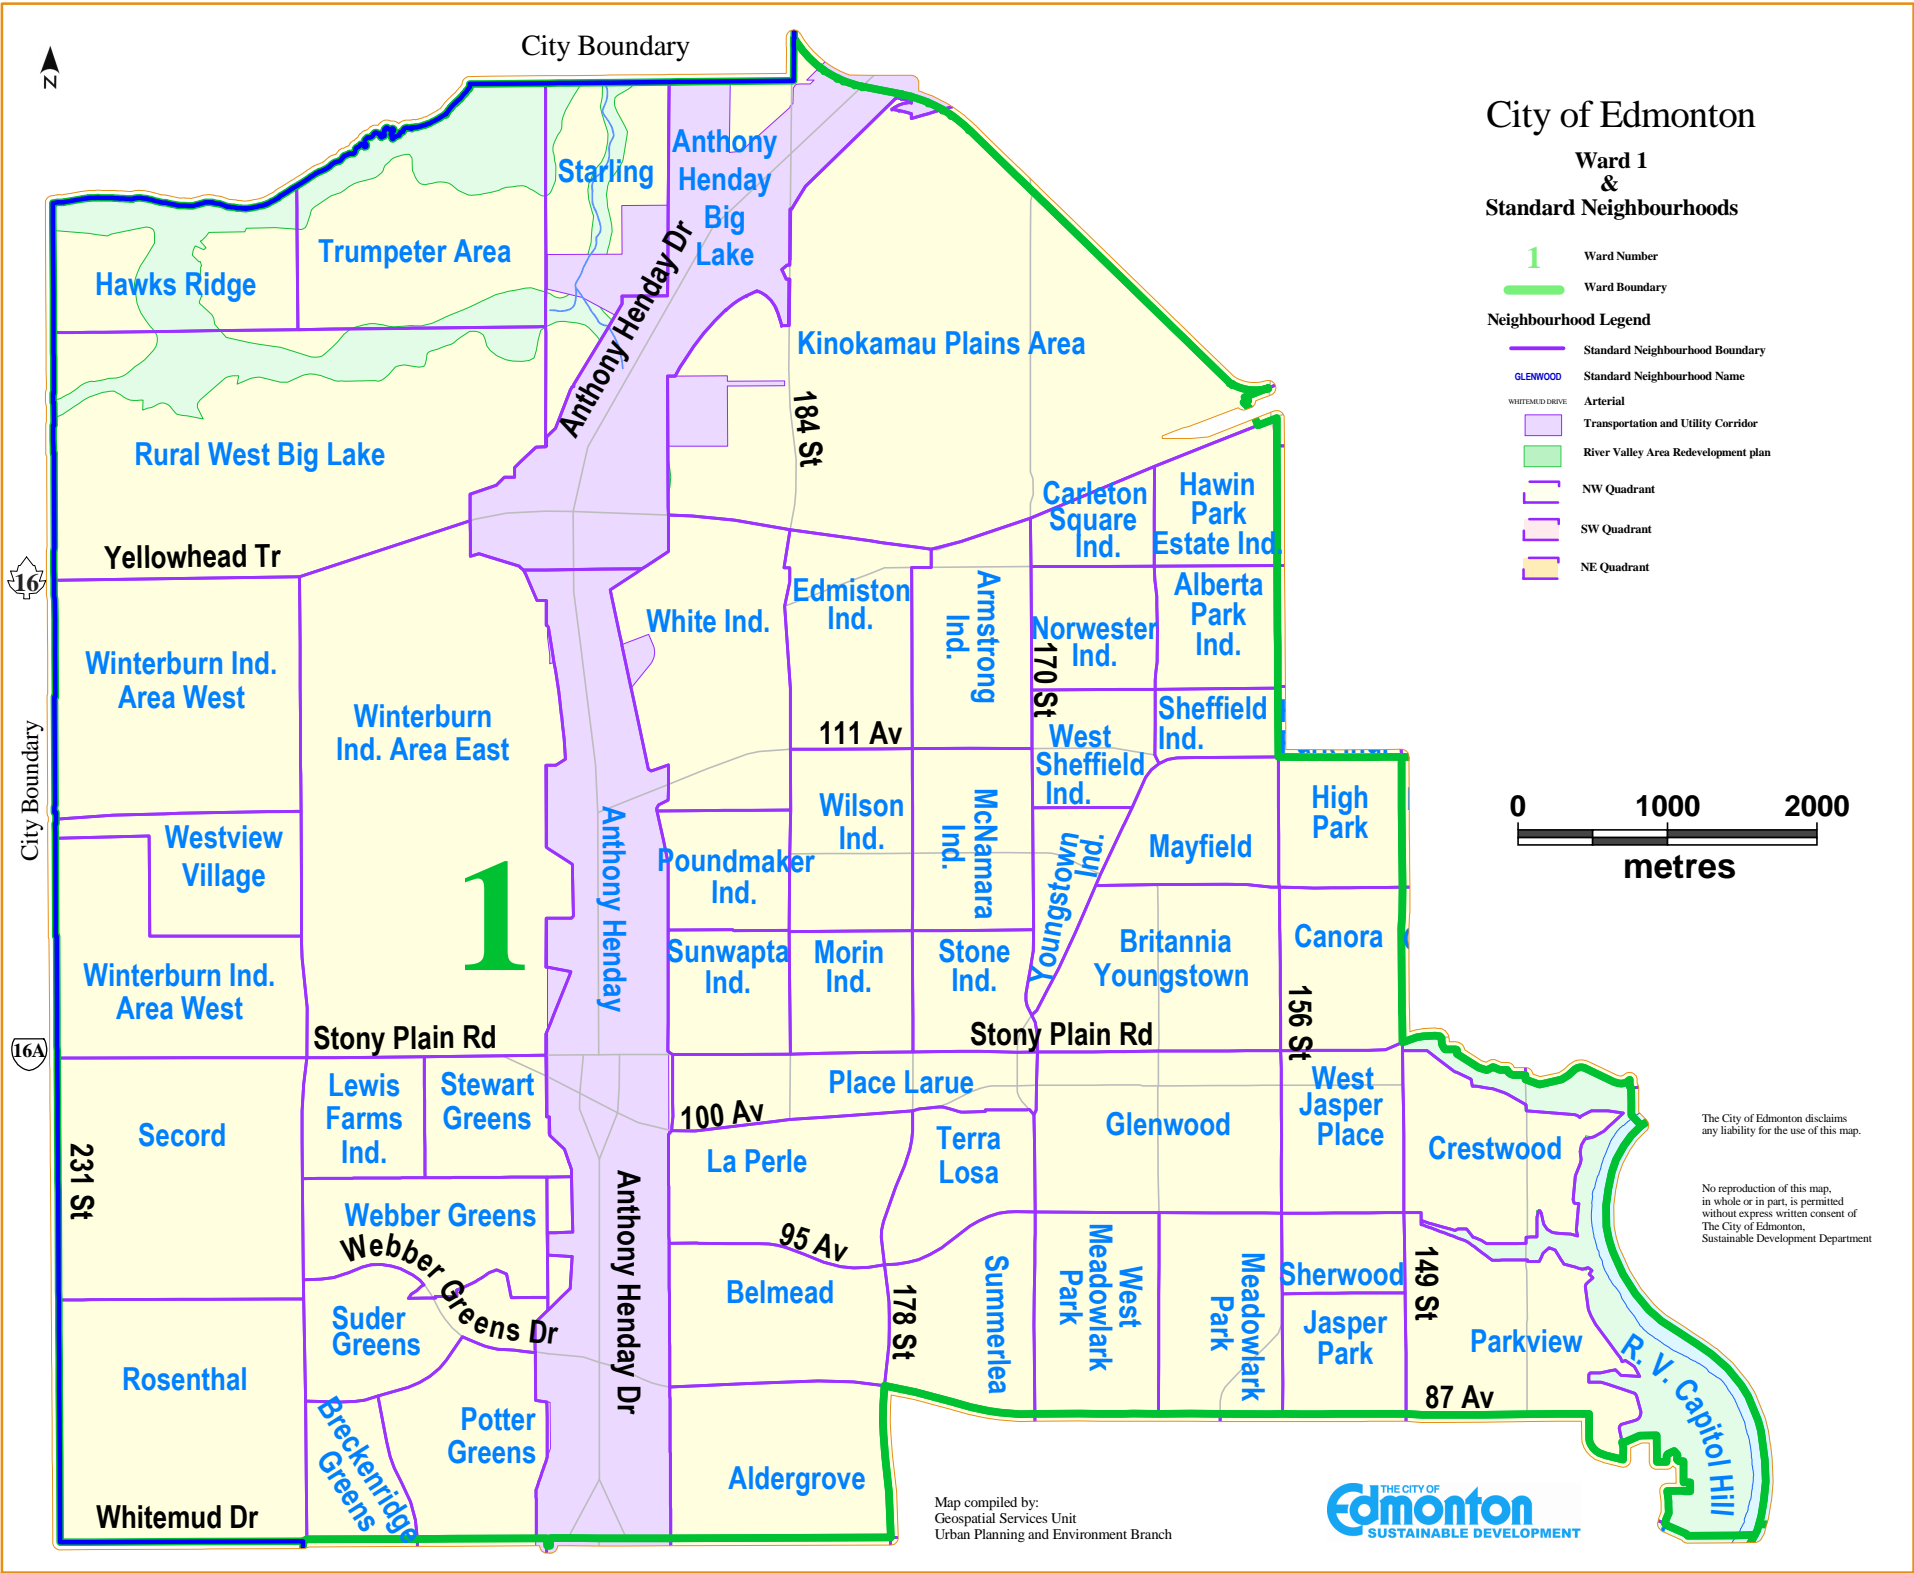 City Boundary
N
City of Edmonton
Ward 1
&
Standard Neighbourhoods
1 Ward Number
Ward Boundary
Neighbourhood Legend
Standard Neighbourhood Boundary
GLENWOOD Standard Neighbourhood Name
WHITEMUD DRIVE Arterial
Transportation and Utility Corridor
River Valley Area Redevelopment plan
NW Quadrant
SW Quadrant
NE Quadrant
0 1000 2000
metres
Starling
Anthony
Henday
Big
Lake
Trumpeter Area
Hawks Ridge
Anthony Henday Dr
Kinokamau Plains Area
184 St
Rural West Big Lake
Carleton
Square
Ind.
Hawin
Park
Estate Ind.
Yellowhead Tr
16
Edmiston
Ind.
Armstrong
Ind.
Alberta
Park
Ind.
White Ind.
Norwester
Ind.
170 St
Winterburn Ind.
Area West
Winterburn
Ind. Area East
111 Av
West
Sheffield
Ind.
Sheffield
Ind.
City Boundary
Westview
Village
1
Anthony Henday
Poundmaker
Ind.
Wilson
Ind.
McNamara
Ind.
Youngstown
Ind.
Mayfield
High
Park
Winterburn Ind.
Area West
Sunwapta
Ind.
Morin
Ind.
Stone
Ind.
Britannia
Youngstown
Canora
156 St
Stony Plain Rd
Stony Plain Rd
16A
Lewis
Farms
Ind.
Stewart
Greens
Place Larue
100 Av
West
Jasper
Place
Secord
231 St
La Perle
Terra
Losa
Glenwood
Crestwood
Anthony Henday Dr
Webber Greens
Webber Greens Dr
95 Av
Belmead
178 St
Summerlea
West
Meadowlark
Park
Meadowlark
Park
Sherwood
149 St
Suder
Greens
Jasper
Park
Parkview
R. V. Capitol Hill
Rosenthal
87 Av
Breckenridge
Greens
Potter
Greens
Aldergrove
Whitemud Dr
The City of Edmonton disclaims
any liability for the use of this map.
No reproduction of this map,
in whole or in part, is permitted
without express written consent of
The City of Edmonton,
Sustainable Development Department
Map compiled by:
Geospatial Services Unit
Urban Planning and Environment Branch
THE CITY OF
Edmonton
SUSTAINABLE DEVELOPMENT